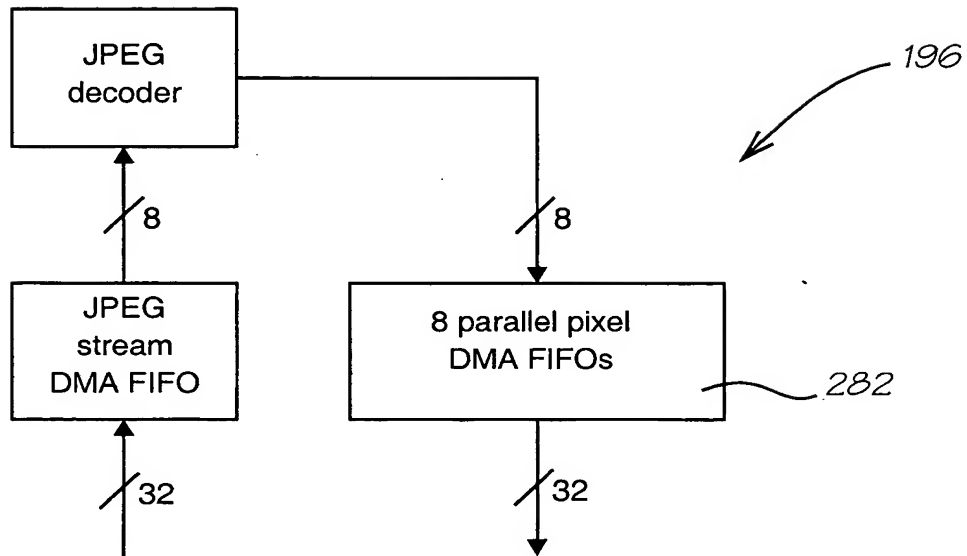 JPEG
decoder
196
8
8
JPEG
stream
DMA FIFO
8 parallel pixel
DMA FIFOs
282
32
32